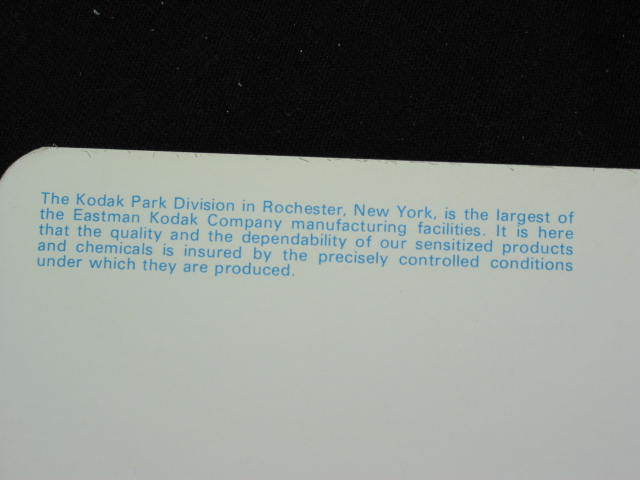 The Kodak Park Division in Rochester, New York, is the largest of
the Eastman Kodak Company manufacturing facilities. It is here
that the quality and the dependability of our sensitized products
and chemicals is insured by the precisely controlled conditions
under which they are produced.